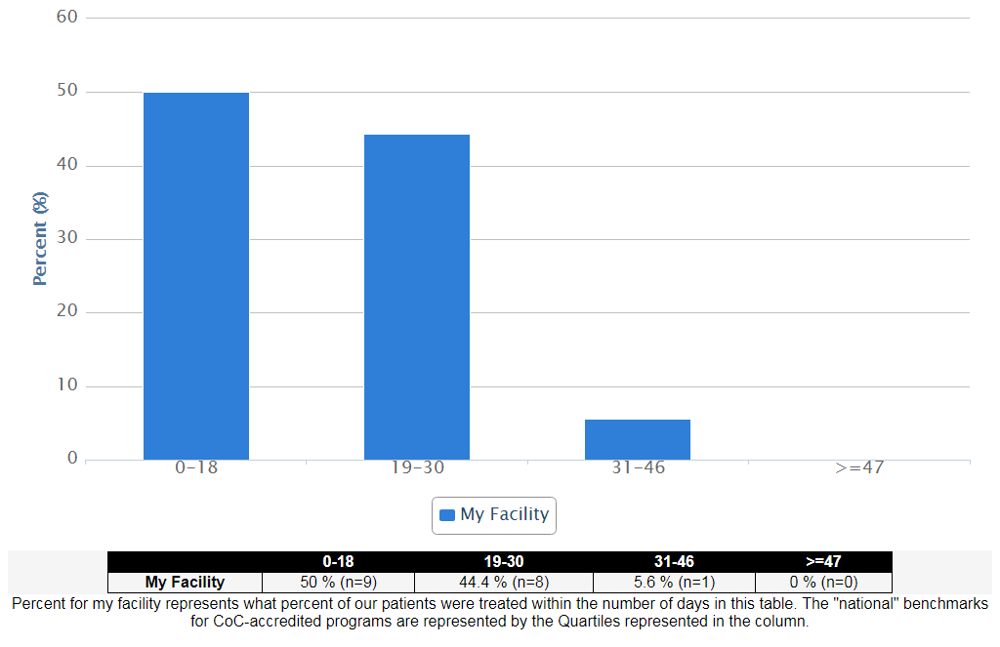 60
50
40
30
20
10
0
Percent (%)
0-18 19-30 31-46 >=47
My Facility
0-18 19-30 31-46 >=47
My Facility 50 % (n=9) 44.4 % (n=8) 5.6 % (n=1) 0 % (n=0)
Percent for my facility represents what percent of our patients were treated within the number of days in this table. The "national" benchmarks
for CoC-accredited programs are represented by the Quartiles represented in the column.